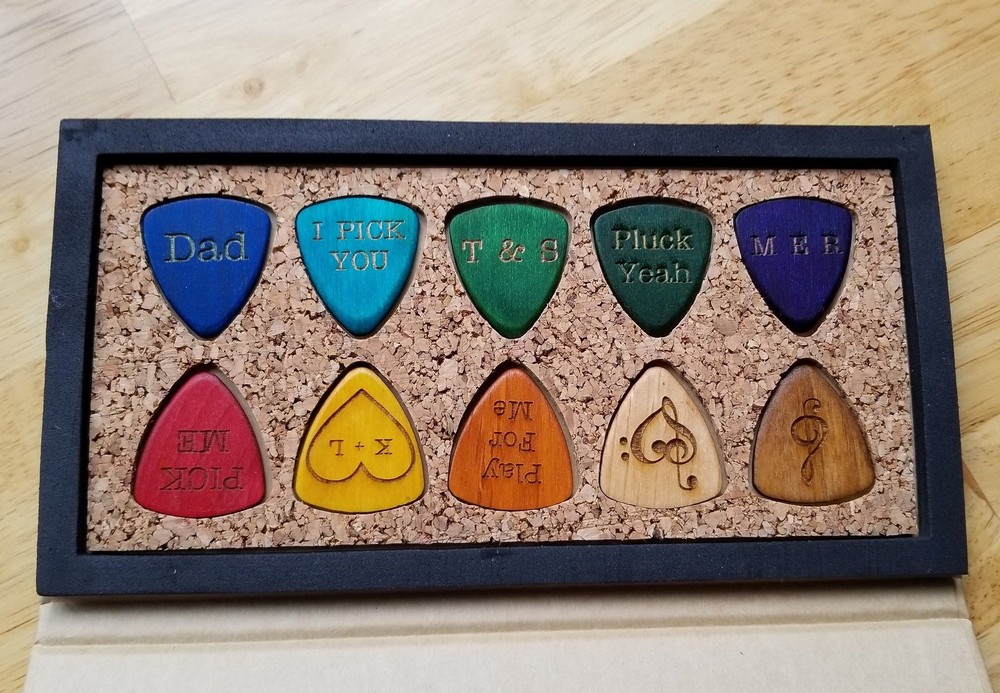 Dad
I PICK
YOU
T & S
Pluck
Yeah
M E R
PICK
ME
K + L
Play
For
Me